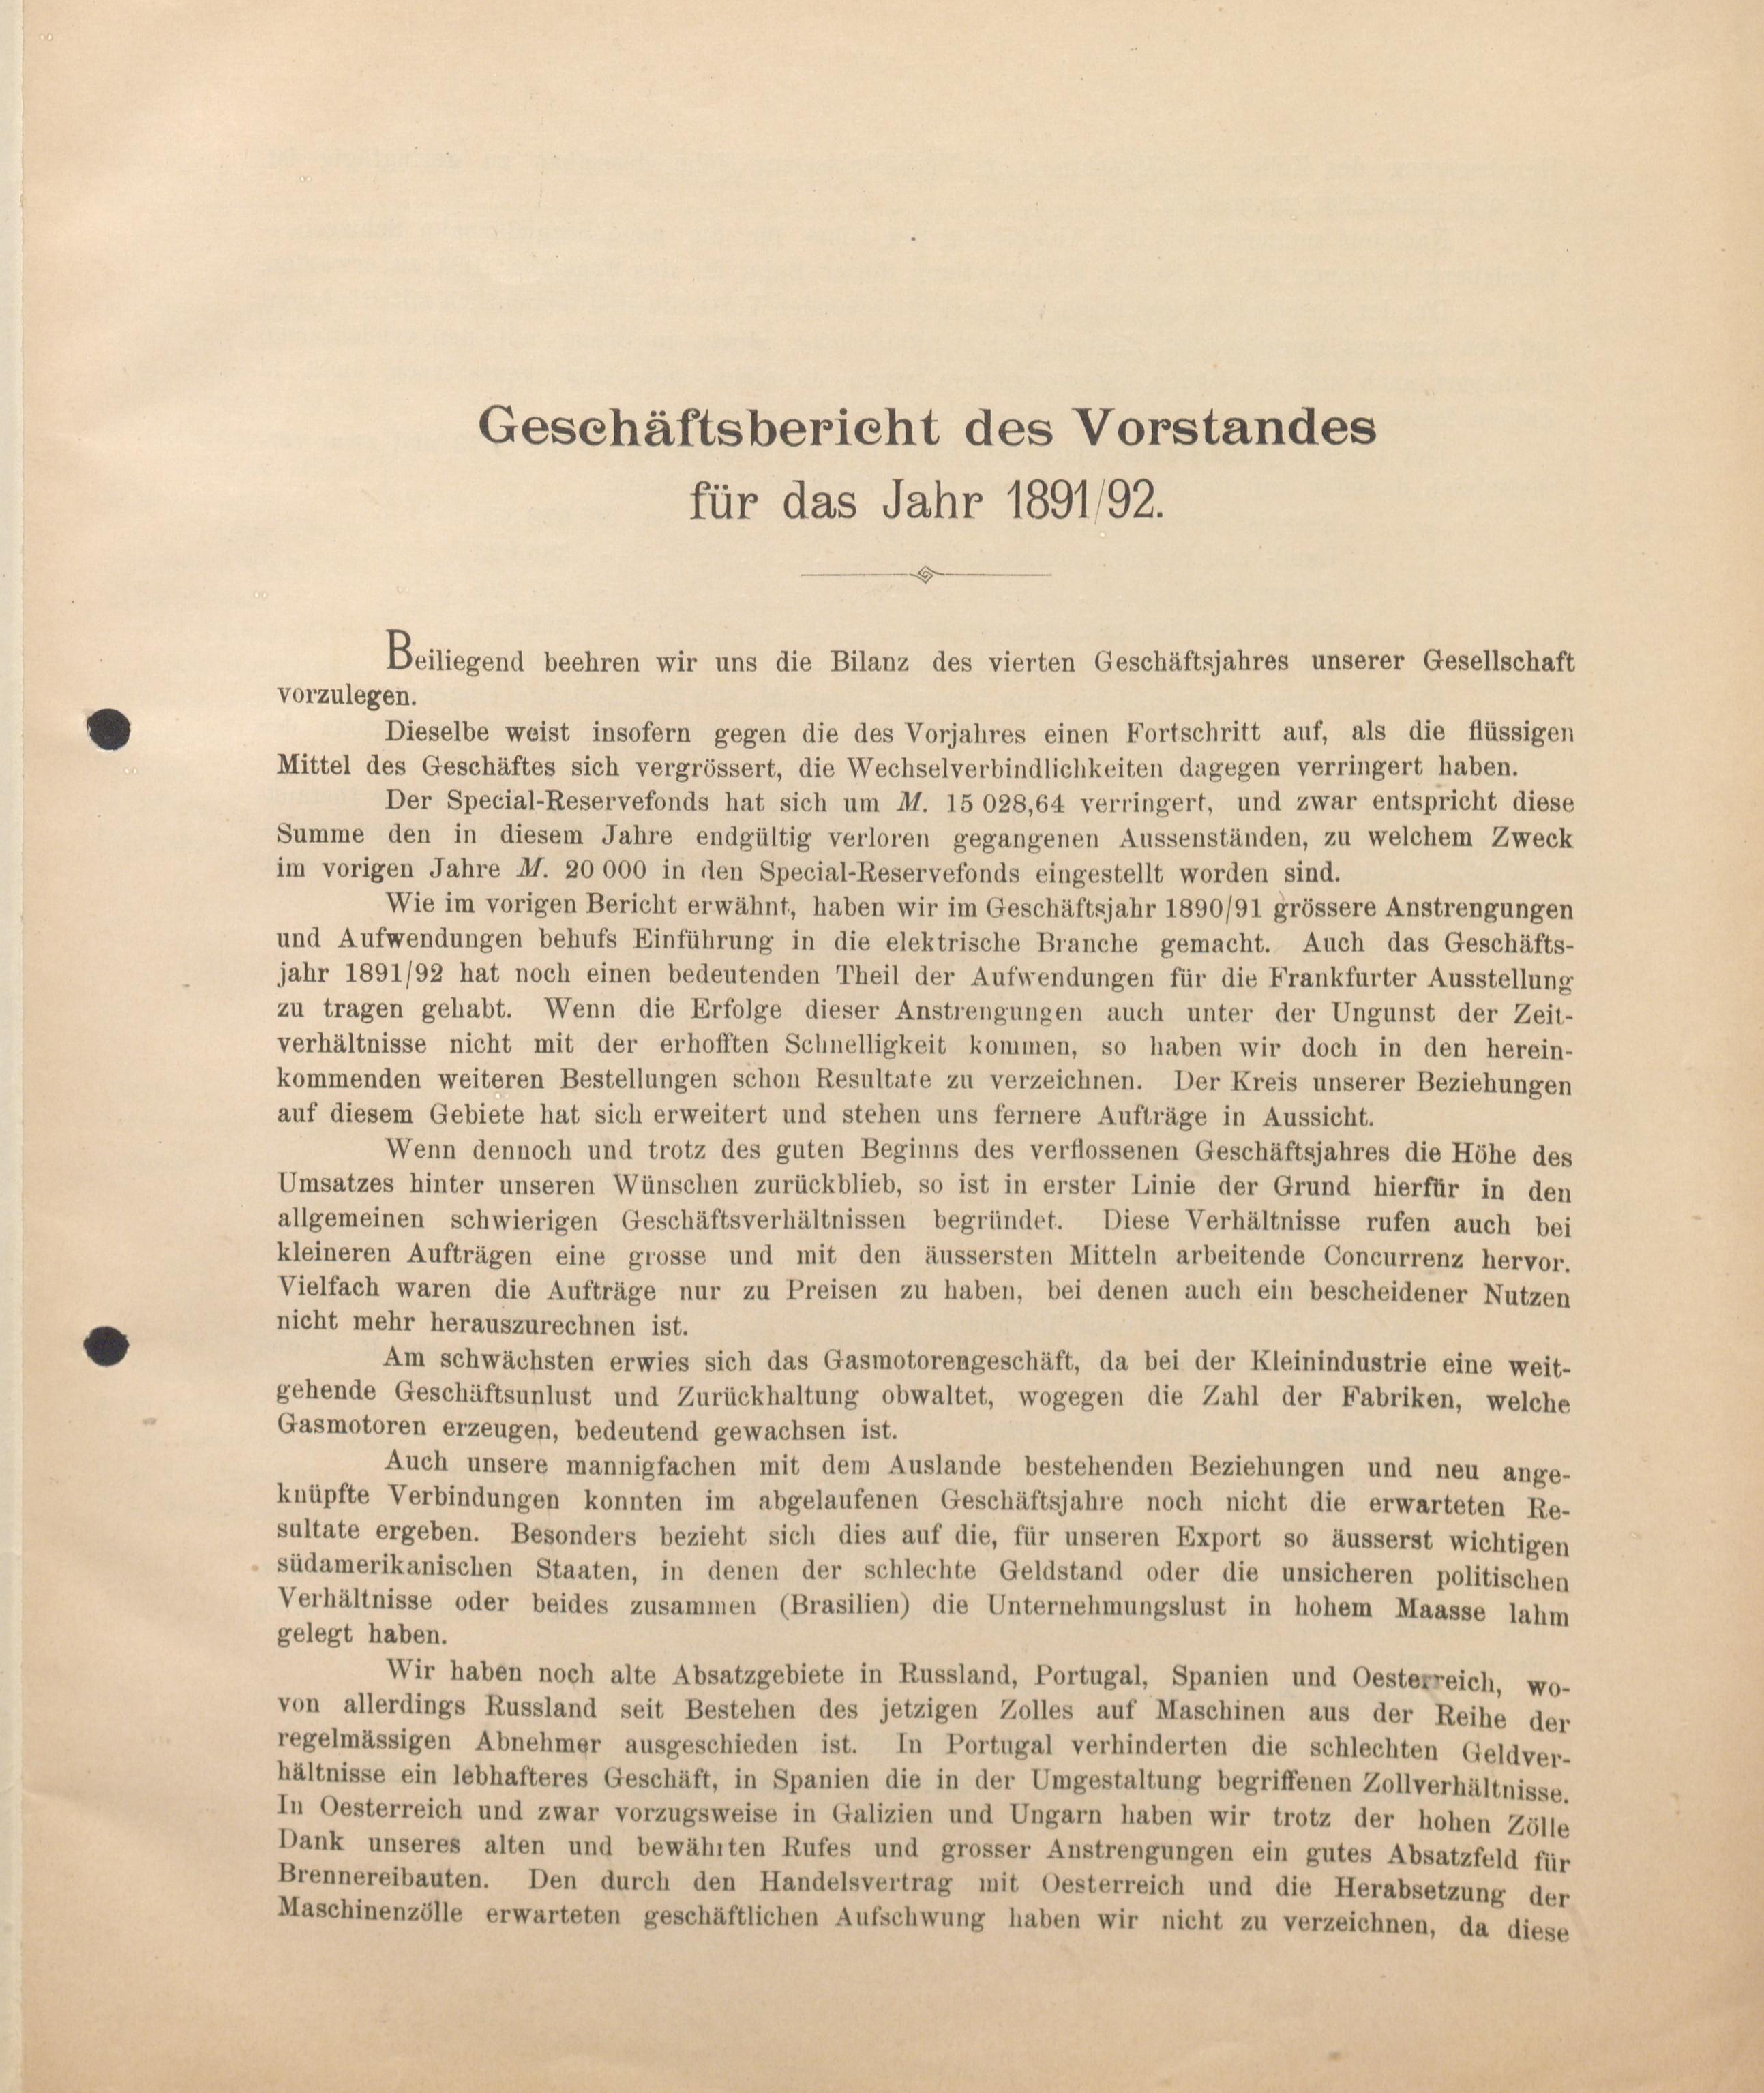 Geschäftsbericht des Vorstandes
für das Jahr 1891/92.
Beiliegend beehren wir uns die Bilanz des vierten Geschäftsjahres unserer Gesellschaft
vorzulegen.
Dieselbe weist insofern gegen die des Vorjahres einen Fortschritt auf, als die flüssigen
Mittel des Geschäftes sich vergrössert, die Wechselverbindlichkeiten dagegen verringert haben.
Der Special-Reservefonds hat sich um M. 15 028,64 verringert, und zwar entspricht diese
Summe den in diesem Jahre endgültig verloren gegangenen Aussenständen, zu welchem Zweck
im vorigen Jahre M. 20 000 in den Special-Reservefonds eingestellt worden sind.
Wie im vorigen Bericht erwähnt, haben wir im Geschäftsjahr 1890/91 grössere Anstrengungen
und Aufwendungen behufs Einführung in die elektrische Branche gemacht. Auch das Geschäfts-
jahr 1891/92 hat noch einen bedeutenden Theil der Aufwendungen für die Frankfurter Ausstellung
zu tragen gehabt. Wenn die Erfolge dieser Anstrengungen auch unter der Ungunst der Zeit-
verhältnisse nicht mit der erhofften Schnelligkeit kommen, so haben wir doch in den herein-
kommenden weiteren Bestellungen schon Resultate zu verzeichnen. Der Kreis unserer Beziehungen
auf diesem Gebiete hat sich erweitert und stehen uns fernere Aufträge in Aussicht.
Wenn dennoch und trotz des guten Beginns des verflossenen Geschäftsjahres die Höhe des
Umsatzes hinter unseren Wünschen zurückblieb, so ist in erster Linie der Grund hierfür in den
allgemeinen schwierigen Geschäftsverhältnissen begründet. Diese Verhältnisse rufen auch bei
kleineren Aufträgen eine grosse und mit den äussersten Mitteln arbeitende Concurrenz hervor.
Vielfach waren die Aufträge nur zu Preisen zu haben, bei denen auch ein bescheidener Nutzen
nicht mehr herauszurechnen ist.
Am schwächsten erwies sich das Gasmotorengeschäft, da bei der Kleinindustrie eine weit-
gehende Geschäftsunlust und Zurückhaltung obwaltet, wogegen die Zahl der Fabriken, welche
Gasmotoren erzeugen, bedeutend gewachsen ist.
Auch unsere mannigfachen mit dem Auslande bestehenden Beziehungen und neu ange-
knüpfte Verbindungen konnten im abgelaufenen Geschäftsjahre noch nicht die erwarteten Re-
sultate ergeben. Besonders bezieht sich dies auf die, für unseren Export so äusserst wichtigen
südamerikanischen Staaten, in denen der schlechte Geldstand oder die unsicheren politischen
Verhältnisse oder beides zusammen (Brasilien) die Unternehmungslust in hohem Maasse lahm
gelegt haben.
Wir haben noch alte Absatzgebiete in Russland, Portugal, Spanien und Oesterreich, wo-
von allerdings Russland seit Bestehen des jetzigen Zolles auf Maschinen aus der Reihe der
regelmässigen Abnehmer ausgeschieden ist. In Portugal verhinderten die schlechten Geldver-
hältnisse ein lebhafteres Geschäft, in Spanien die in der Umgestaltung begriffenen Zollverhältnisse.
In Oesterreich und zwar vorzugsweise in Galizien und Ungarn haben wir trotz der hohen Zölle
Dank unseres alten und bewährten Rufes und grosser Anstrengungen ein gutes Absatzfeld für
Brennereibauten. Den durch den Handelsvertrag mit Oesterreich und die Herabsetzung der
Maschinenzölle erwarteten geschäftlichen Aufschwung haben wir nicht zu verzeichnen, da diese